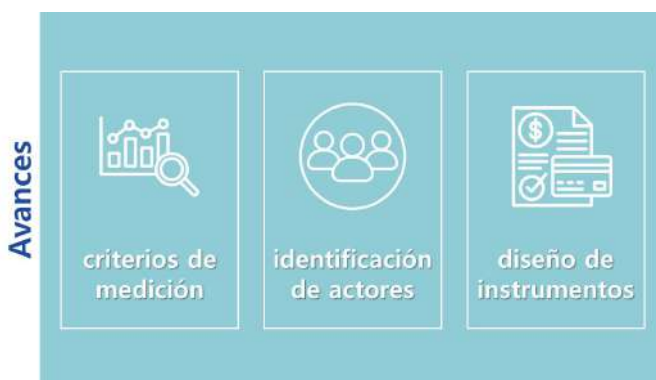 Avances
criterios de
medición
identificación
de actores
diseño de
instrumentos
$